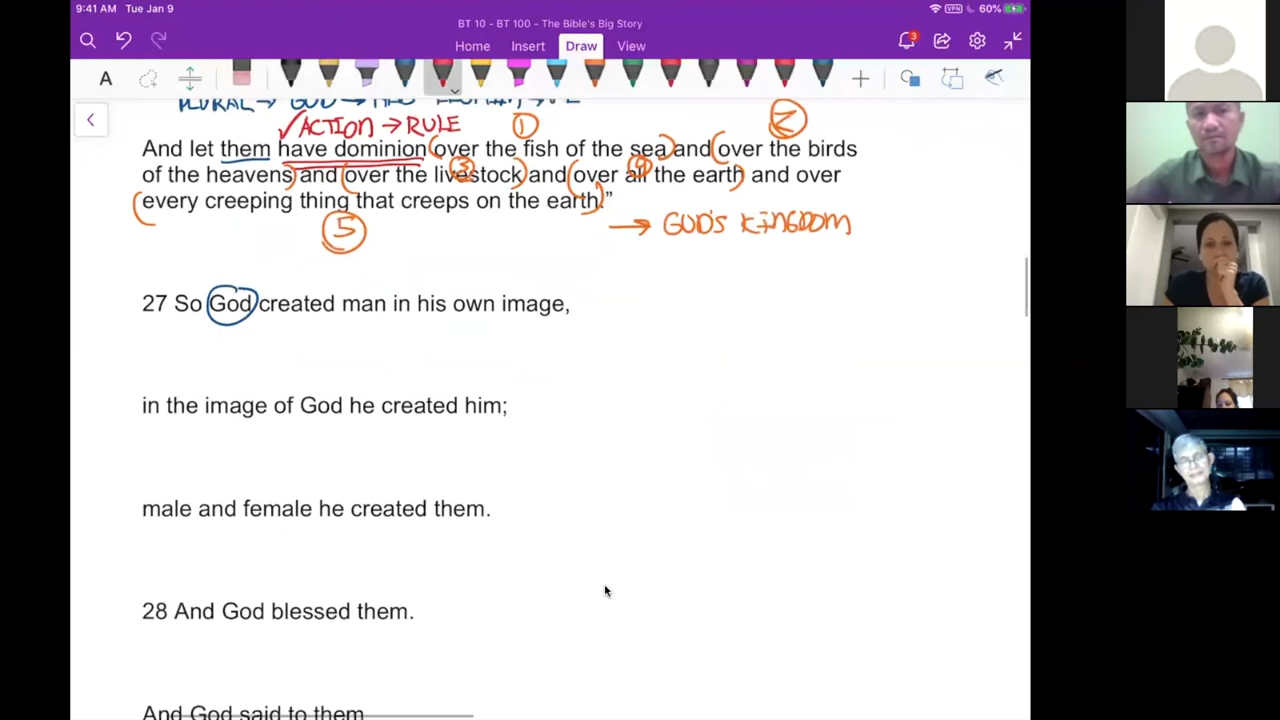 9:41 AM Tue Jan 9
VPN 60%
BT 10 - BT 100 - The Bible's Big Story
Home Insert Draw View
3
A
PLURAL → GOD →
✓ACTION → RULE ① ②
And let them have dominion (over the fish of the sea) and (over the birds
③ ④
of the heavens) and (over the livestock) and (over all the earth) and over
(every creeping thing that creeps on the earth.)"
⑤ → GOD'S KINGDOM
27 So God created man in his own image,
in the image of God he created him;
male and female he created them.
28 And God blessed them.
And God said to them